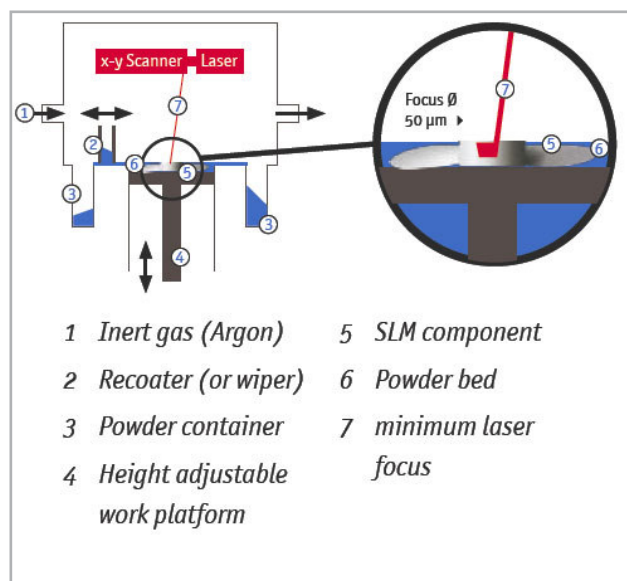 x-y Scanner Laser
1
7
2
6
5
3
3
4
Focus Ø
50 µm
7
5
6
1 Inert gas (Argon)
2 Recoater (or wiper)
3 Powder container
4 Height adjustable
work platform
5 SLM component
6 Powder bed
7 minimum laser
focus